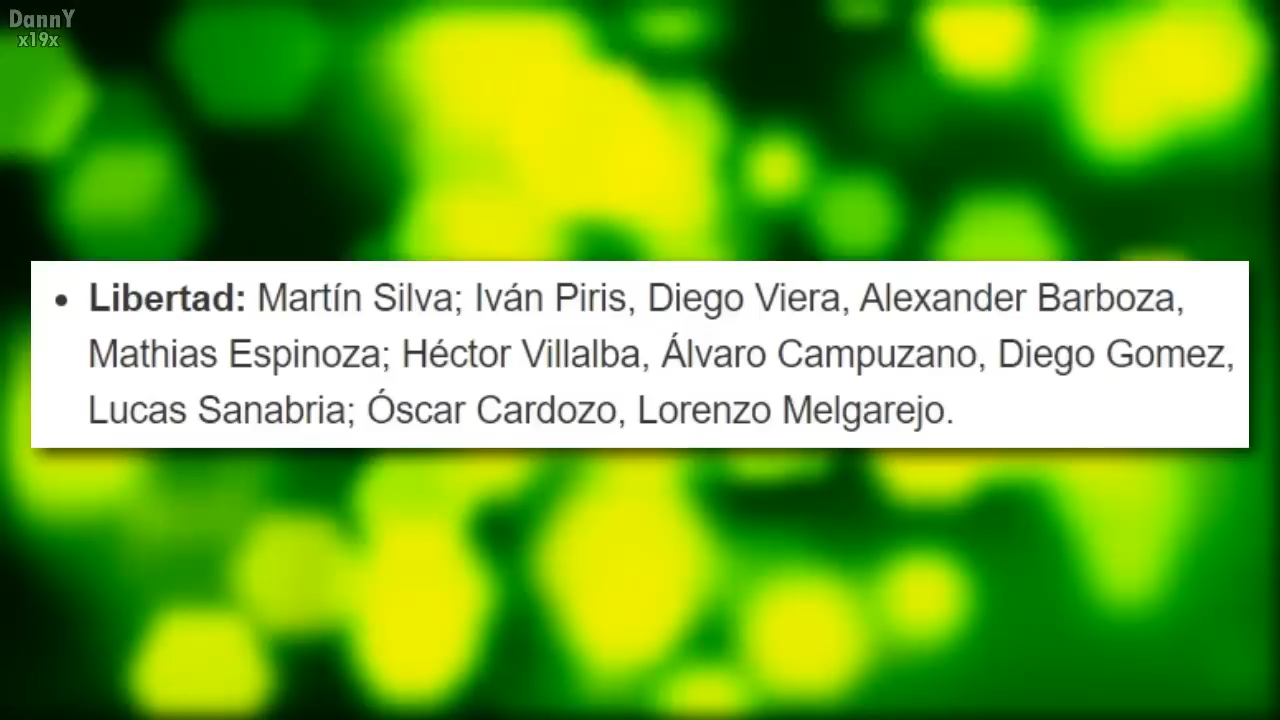 DannY
x19x
• Libertad: Martín Silva; Iván Piris, Diego Viera, Alexander Barboza,
Mathias Espinoza; Héctor Villalba, Álvaro Campuzano, Diego Gomez,
Lucas Sanabria; Óscar Cardozo, Lorenzo Melgarejo.